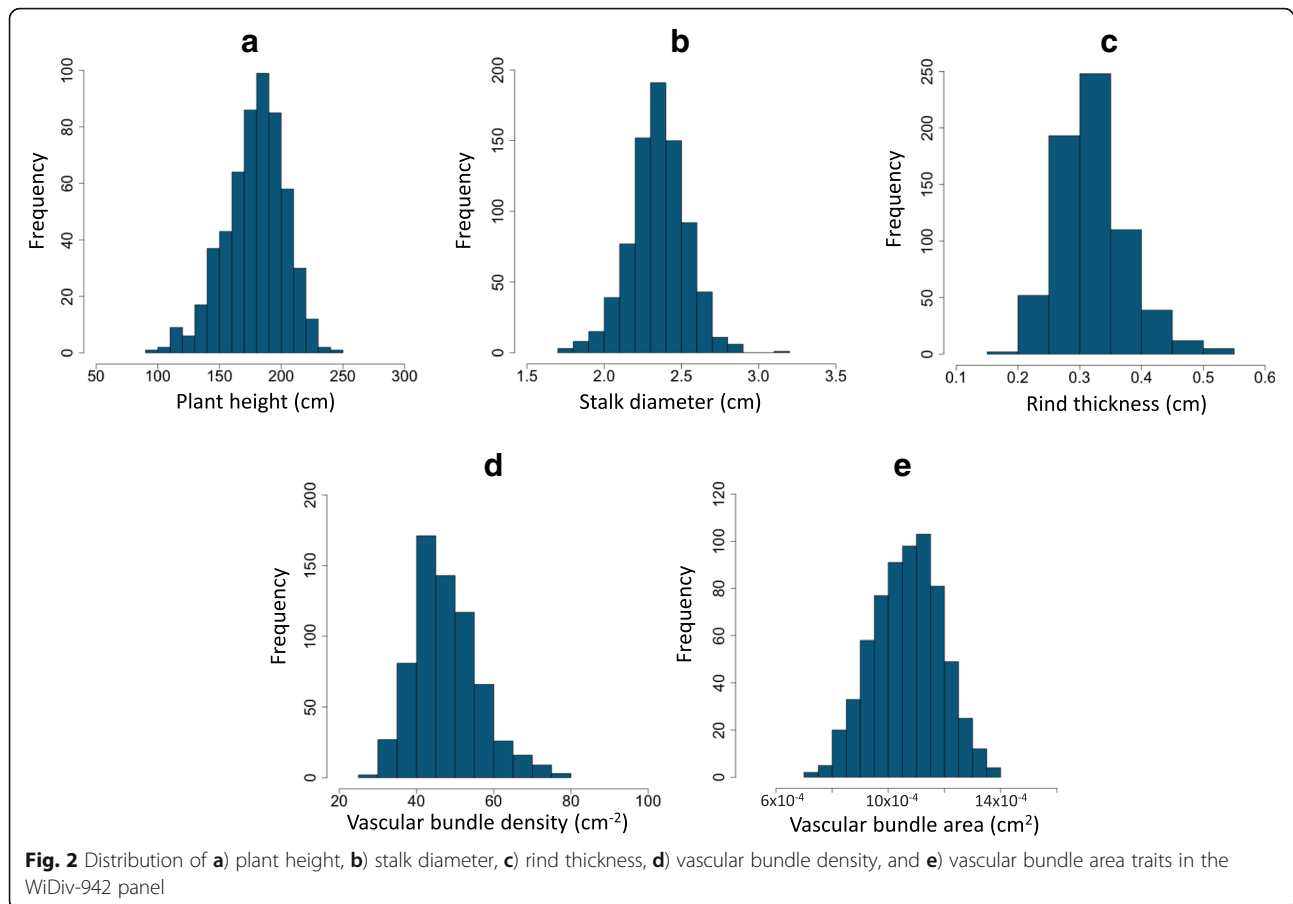 a
100
80
60
40
20
0
Frequency
50 100 150 200 250 300
Plant height (cm)
b
200
150
100
50
0
Frequency
1.5 2.0 2.5 3.0 3.5
Stalk diameter (cm)
c
250
200
150
100
50
0
Frequency
0.1 0.2 0.3 0.4 0.5 0.6
Rind thickness (cm)
d
200
150
100
50
0
Frequency
20 40 60 80 100
Vascular bundle density (cm⁻²)
e
120
100
80
60
40
20
0
Frequency
6x10⁻⁴ 10x10⁻⁴ 14x10⁻⁴
Vascular bundle area (cm²)
Fig. 2 Distribution of a) plant height, b) stalk diameter, c) rind thickness, d) vascular bundle density, and e) vascular bundle area traits in the
WiDiv-942 panel